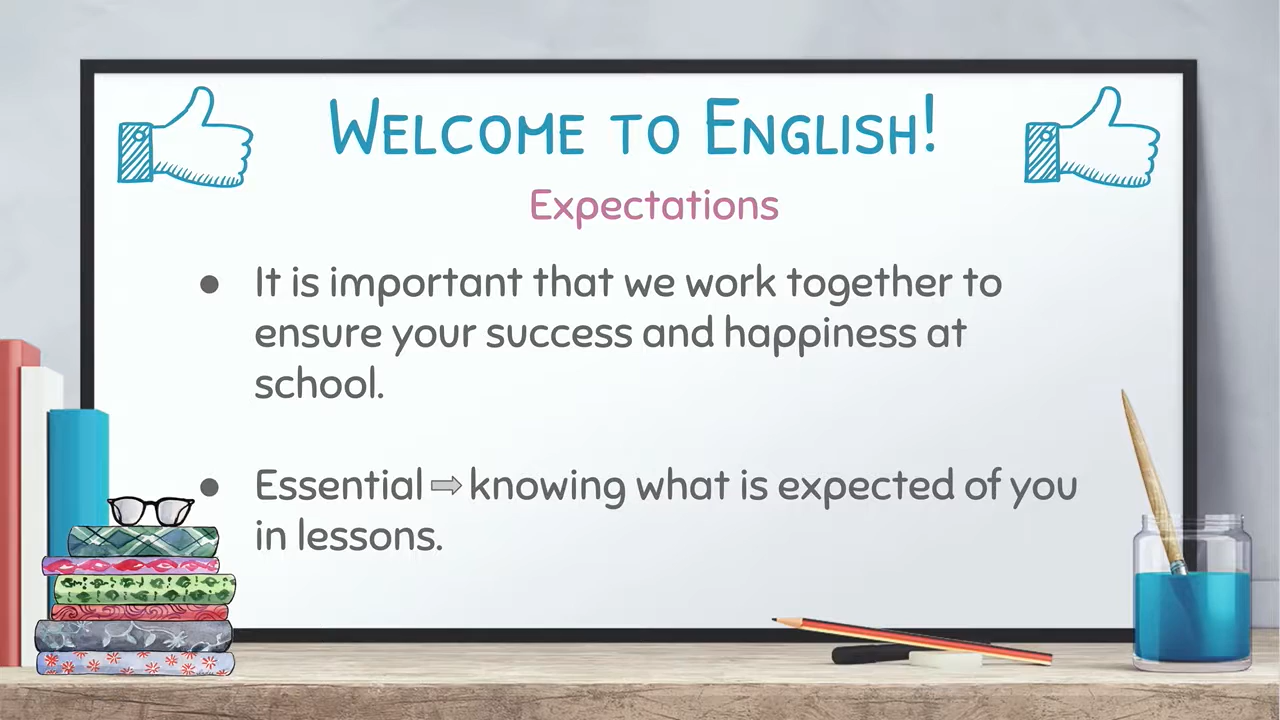 Welcome to English!
Expectations
● It is important that we work together to
ensure your success and happiness at
school.
● Essential ⇨ knowing what is expected of you
in lessons.